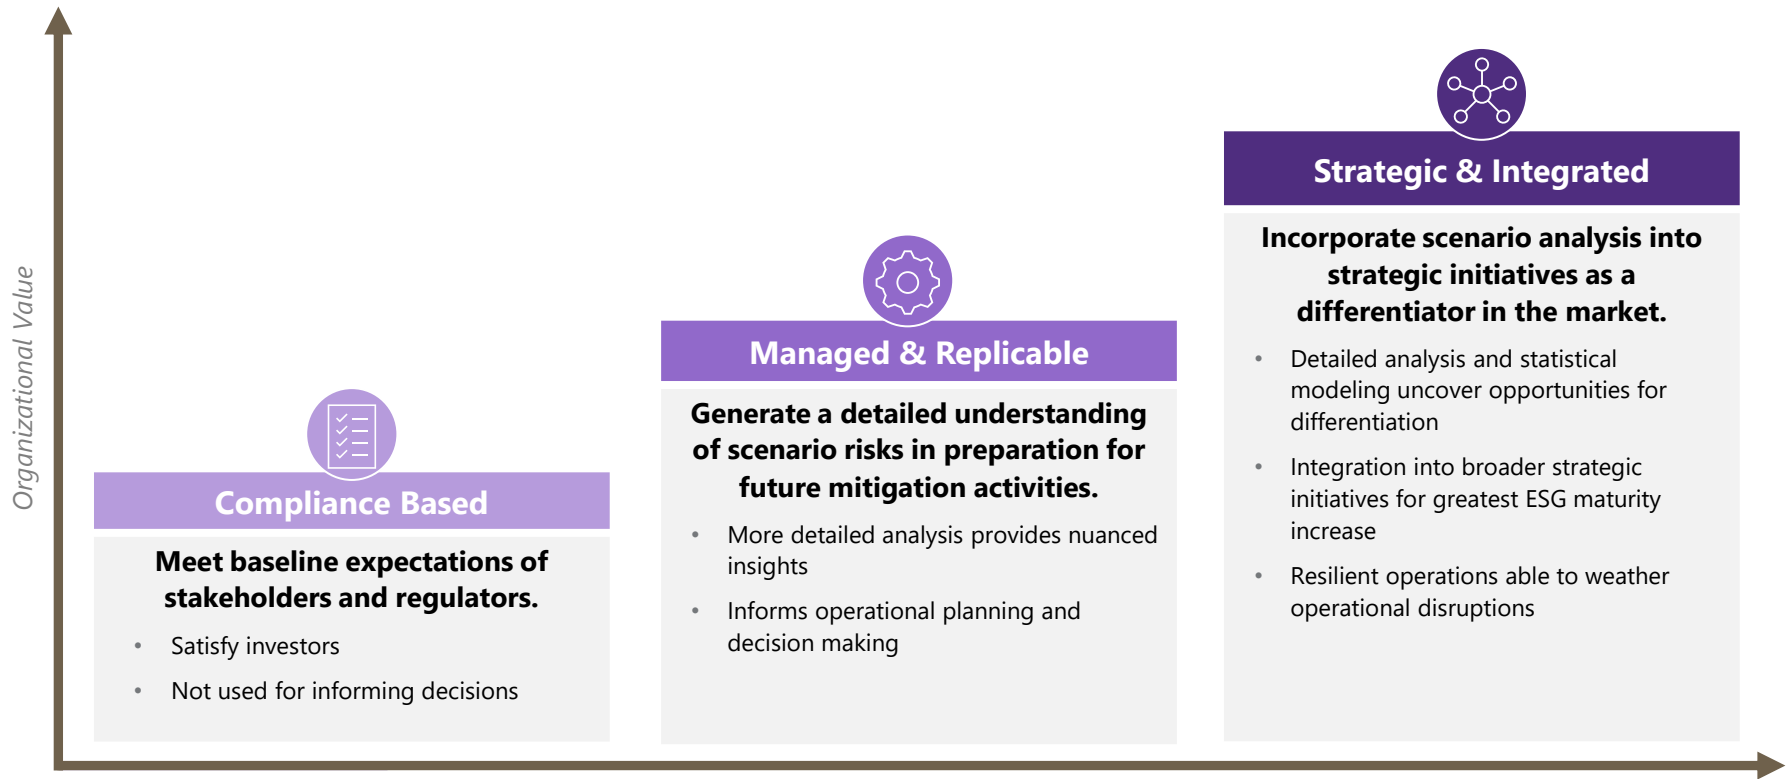 Organizational Value
Compliance Based
Meet baseline expectations of
stakeholders and regulators.
• Satisfy investors
• Not used for informing decisions
Managed & Replicable
Generate a detailed understanding
of scenario risks in preparation for
future mitigation activities.
• More detailed analysis provides nuanced
insights
• Informs operational planning and
decision making
Strategic & Integrated
Incorporate scenario analysis into
strategic initiatives as a
differentiator in the market.
• Detailed analysis and statistical
modeling uncover opportunities for
differentiation
• Integration into broader strategic
initiatives for greatest ESG maturity
increase
• Resilient operations able to weather
operational disruptions